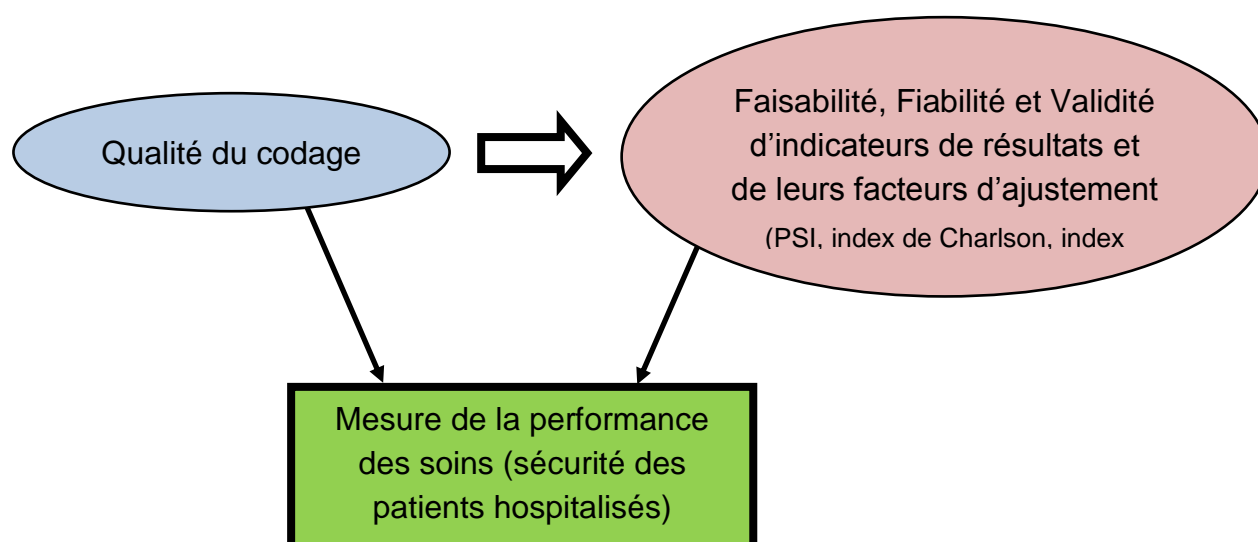 Qualité du codage
Faisabilité, Fiabilité et Validité
d’indicateurs de résultats et
de leurs facteurs d’ajustement
(PSI, index de Charlson, index
Mesure de la performance
des soins (sécurité des
patients hospitalisés)